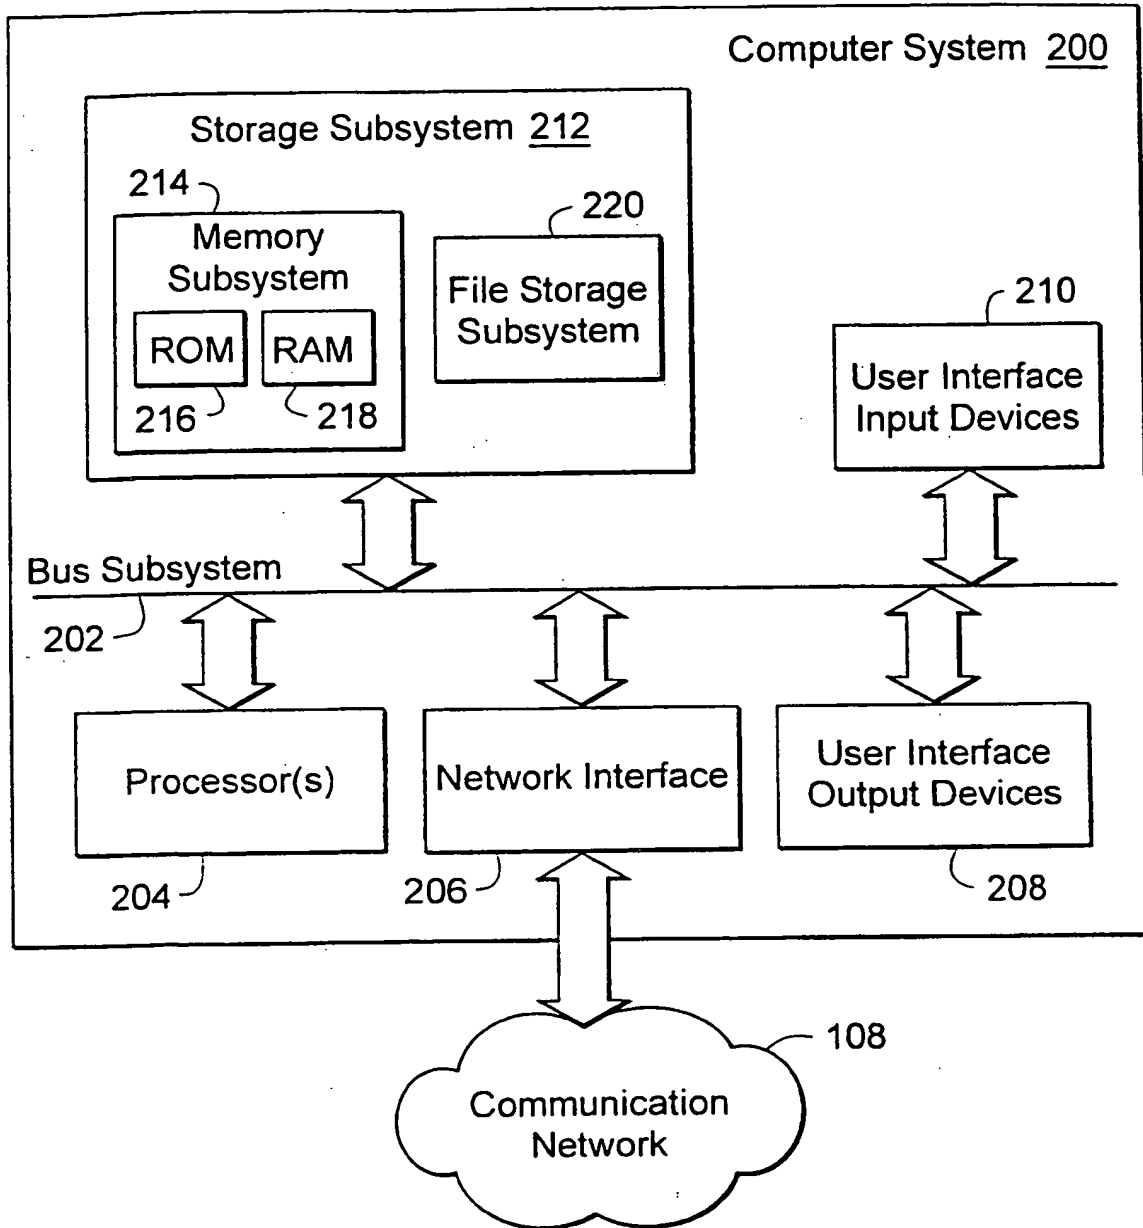 Computer System 200
Storage Subsystem 212
214
Memory
Subsystem
ROM
RAM
216
218
220
File Storage
Subsystem
210
User Interface
Input Devices
Bus Subsystem
202
Processor(s)
204
Network Interface
206
User Interface
Output Devices
208
108
Communication
Network